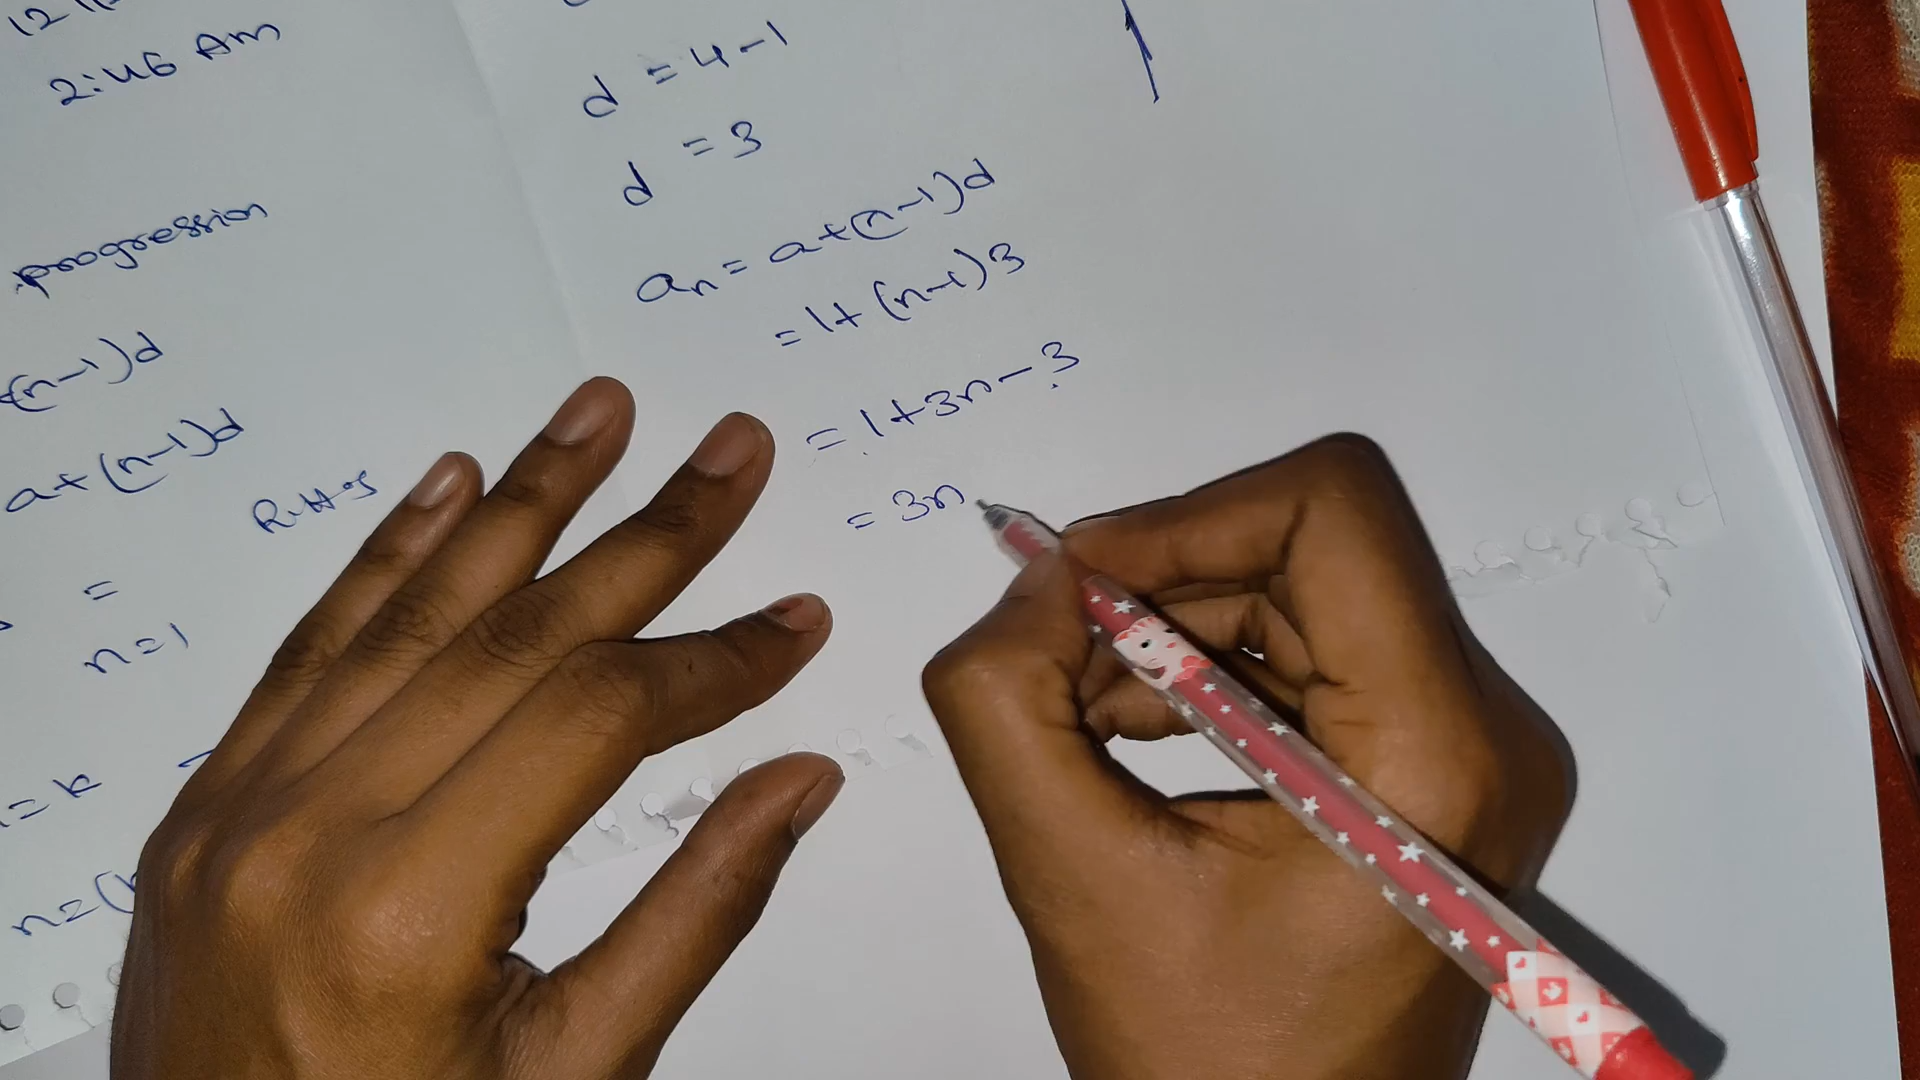 2:46 Am
progression
(n-1)d
a+(n-1)d
R.H.S
=
n=1
=k
n=(k
d = 4-1
d = 3
an = a+(n-1)d
= 1+(n-1)3
= 1+3n-3
= 3n